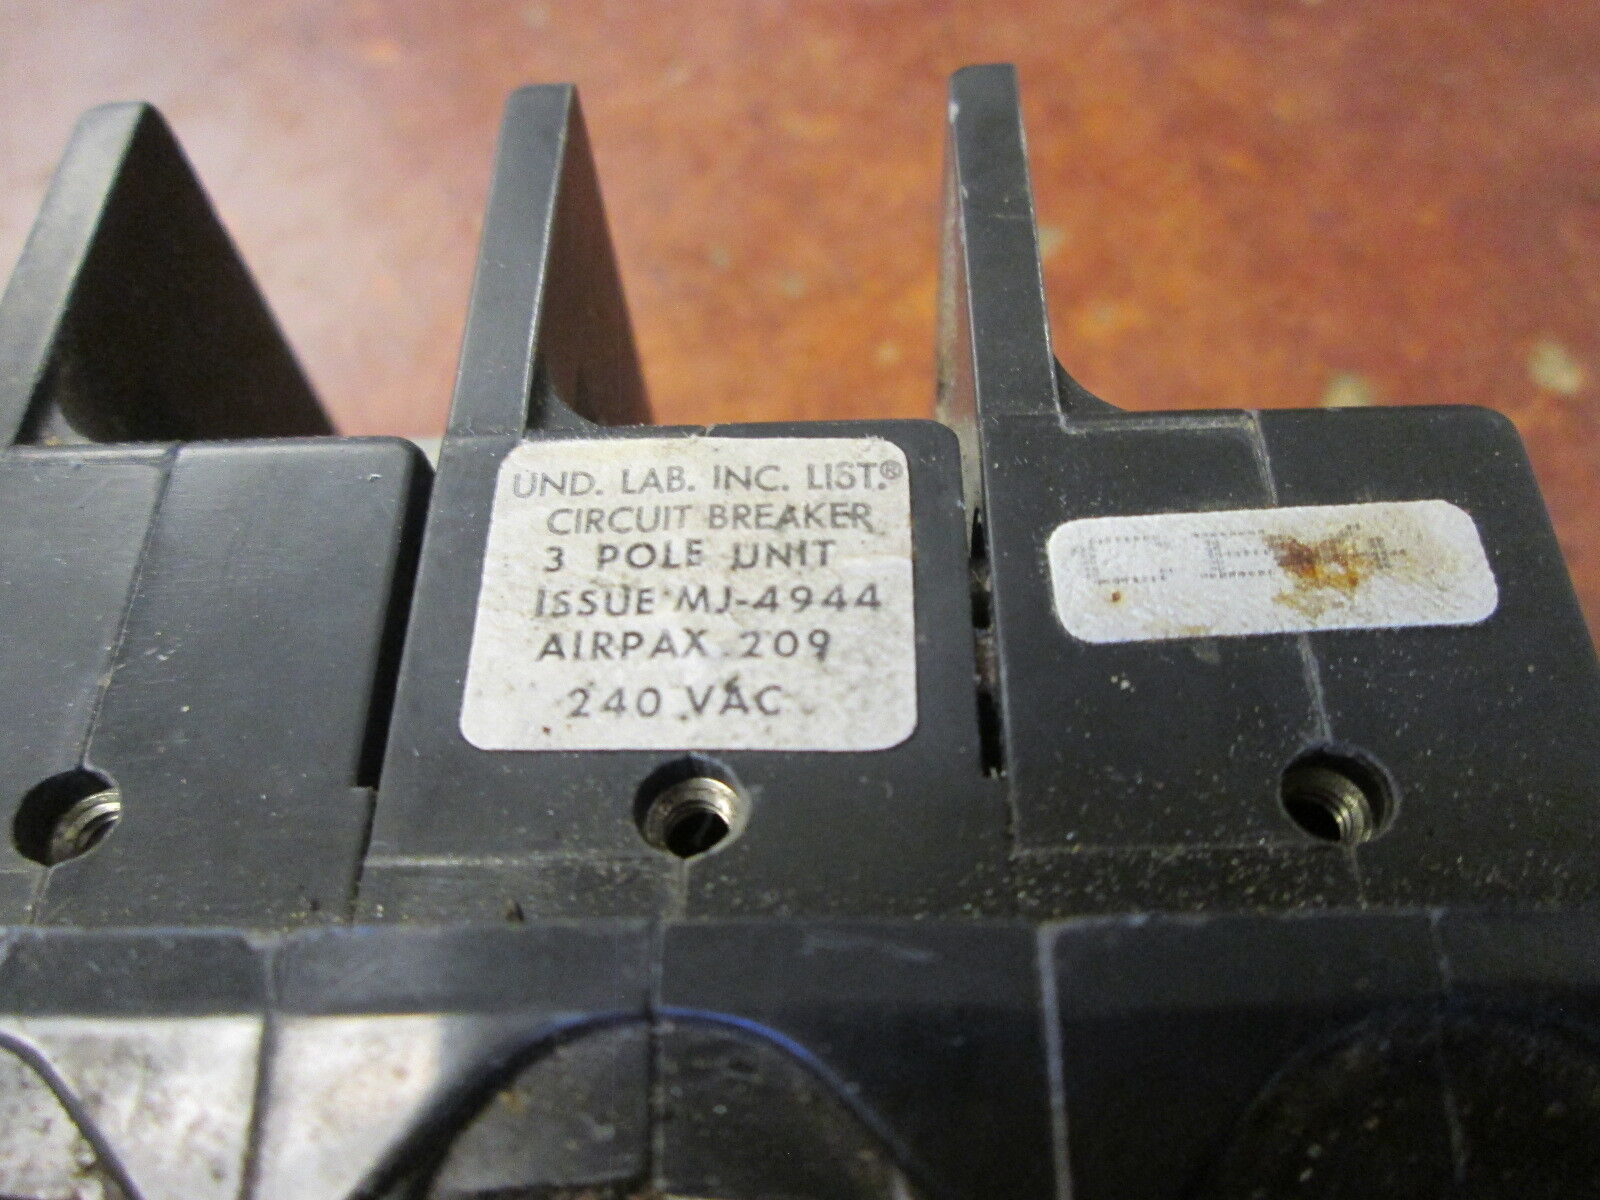 UND. LAB. INC. LIST.®
CIRCUIT BREAKER
3 POLE UNIT
ISSUE MJ-4944
AIRPAX 209
240 VAC